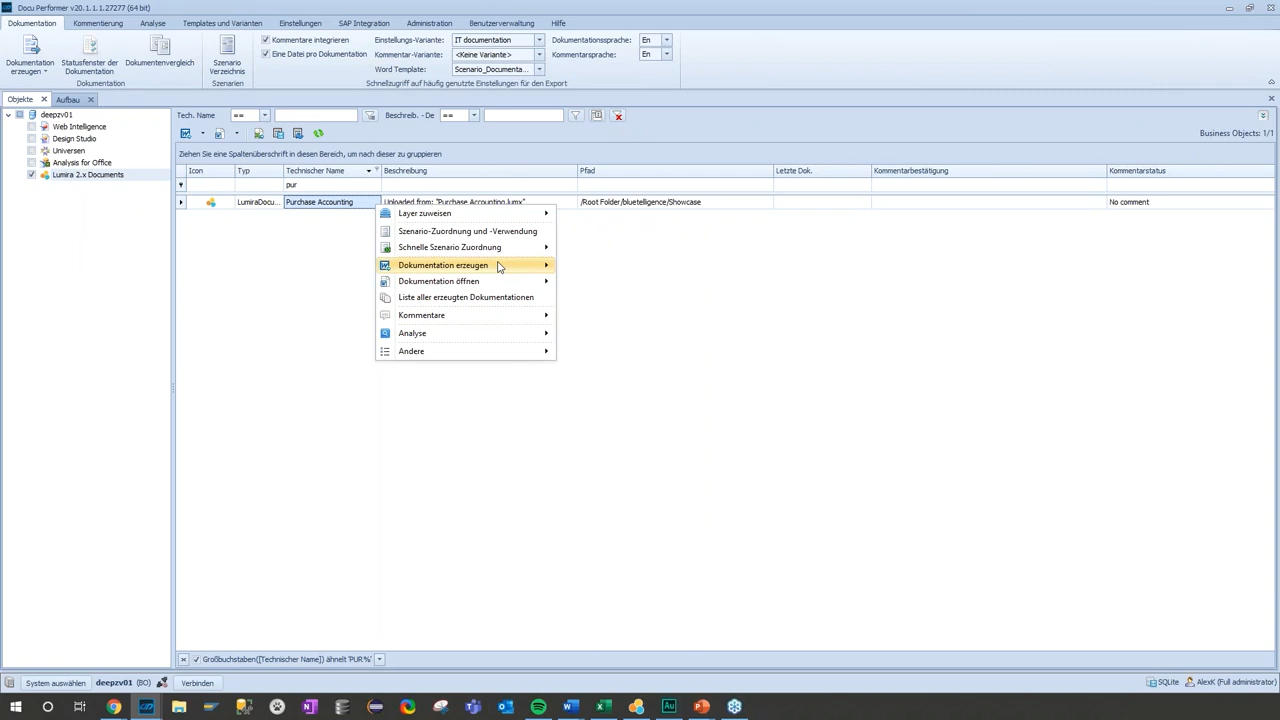 Docu Performer v20.1.1.1.27277 (64 bit)
Dokumentation Kommentierung Analyse Templates und Varianten Einstellungen SAP Integration Administration Benutzerverwaltung Hilfe
Dokumentation erzeugen
Statusfenster der Dokumentation
Dokumentenvergleich
Szenario Verzeichnis
Kommentare integrieren
Eine Datei pro Dokumentation
Einstellungs-Variante: IT documentation
Kommentar-Variante: <Keine Variante>
Word Template: Scenario_Documenta...
Dokumentationssprache: En
Kommentarsprache: En
Dokumentation Szenarien Schnellzugriff auf häufig genutzte Einstellungen für den Export
Objekte Aufbau
deepzv01
Web Intelligence
Design Studio
Universen
Analysis for Office
Lumira 2.x Documents
Tech. Name == Beschreib. - De ==
Business Objects: 1/1
Ziehen Sie eine Spaltenüberschrift in diesen Bereich, um nach dieser zu gruppieren
Icon Typ Technischer Name Beschreibung Pfad Letzte Dok. Kommentarbestätigung Kommentarstatus
pur
LumiraDocu... Purchase Accounting Uploaded from: "Purchase Accounting.lumx" /Root Folder/bluetelligence/Showcase No comment
Layer zuweisen
Szenario-Zuordnung und -Verwendung
Schnelle Szenario Zuordnung
Dokumentation erzeugen
Dokumentation öffnen
Liste aller erzeugten Dokumentationen
Kommentare
Analyse
Andere
Großbuchstaben([Technischer Name]) ähnelt 'PUR%'
System auswählen deepzv01 (BO) Verbinden SQLite AlexK (Full administrator)